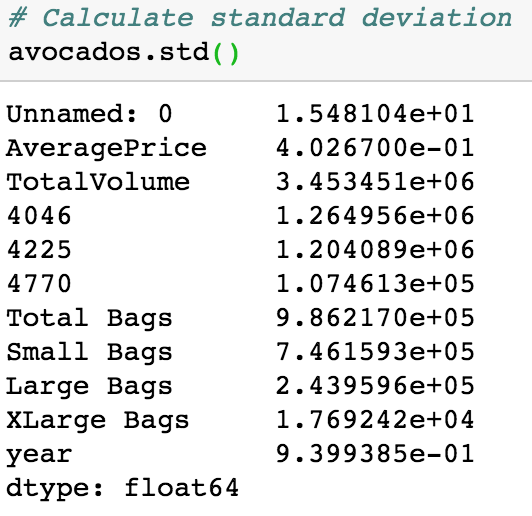 # Calculate standard deviation
avocados.std()
Unnamed: 0 1.548104e+01
AveragePrice 4.026700e-01
TotalVolume 3.453451e+06
4046 1.264956e+06
4225 1.204089e+06
4770 1.074613e+05
Total Bags 9.862170e+05
Small Bags 7.461593e+05
Large Bags 2.439596e+05
XLarge Bags 1.769242e+04
year 9.399385e-01
dtype: float64